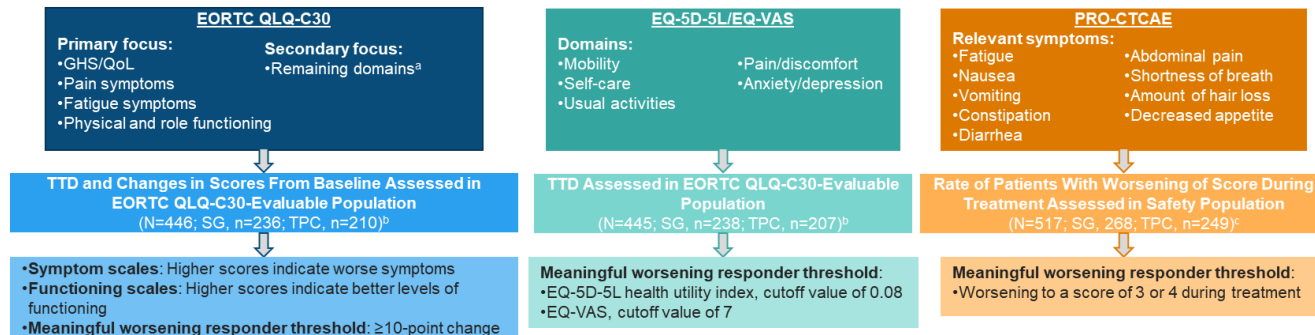 EORTC QLQ-C30
Primary focus:
•GHS/QoL
•Pain symptoms
•Fatigue symptoms
•Physical and role functioning
Secondary focus:
•Remaining domainsa
TTD and Changes in Scores From Baseline Assessed in
EORTC QLQ-C30-Evaluable Population
(N=446; SG, n=236; TPC, n=210)b
•Symptom scales: Higher scores indicate worse symptoms
•Functioning scales: Higher scores indicate better levels of
functioning
•Meaningful worsening responder threshold: ≥10-point change
EQ-5D-5L/EQ-VAS
Domains:
•Mobility
•Self-care
•Usual activities
•Pain/discomfort
•Anxiety/depression
TTD Assessed in EORTC QLQ-C30-Evaluable
Population
(N=445; SG, n=238; TPC, n=207)b
Meaningful worsening responder threshold:
•EQ-5D-5L health utility index, cutoff value of 0.08
•EQ-VAS, cutoff value of 7
PRO-CTCAE
Relevant symptoms:
•Fatigue
•Nausea
•Vomiting
•Constipation
•Diarrhea
•Abdominal pain
•Shortness of breath
•Amount of hair loss
•Decreased appetite
Rate of Patients With Worsening of Score During
Treatment Assessed in Safety Population
(N=517; SG, 268; TPC, n=249)c
Meaningful worsening responder threshold:
•Worsening to a score of 3 or 4 during treatment